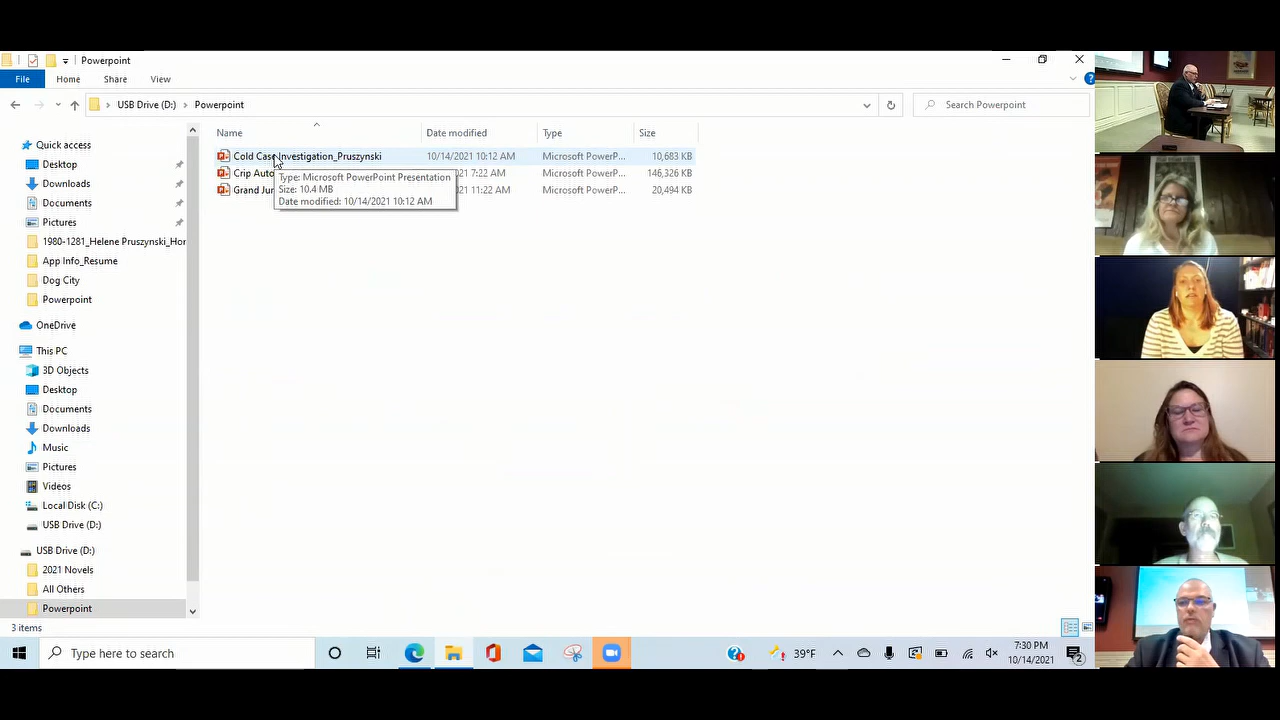 Powerpoint
File Home Share View
USB Drive (D:) Powerpoint Search Powerpoint
Name Date modified Type Size
Quick access
Desktop
Downloads
Documents
Pictures
1980-1281_Helene Pruszynski_Hor
App Info_Resume
Dog City
Powerpoint
OneDrive
This PC
3D Objects
Desktop
Documents
Downloads
Music
Pictures
Videos
Local Disk (C:)
USB Drive (D:)
USB Drive (D:)
2021 Novels
All Others
Powerpoint
Cold Case Investigation_Pruszynski 10/14/2021 10:12 AM Microsoft PowerP... 10,683 KB
Crip Auto 1 7:22 AM Microsoft PowerP... 146,326 KB
Grand Jur 1 11:22 AM Microsoft PowerP... 20,494 KB
Type: Microsoft PowerPoint Presentation
Size: 10.4 MB
Date modified: 10/14/2021 10:12 AM
3 items
Type here to search
39°F
7:30 PM
10/14/2021
2